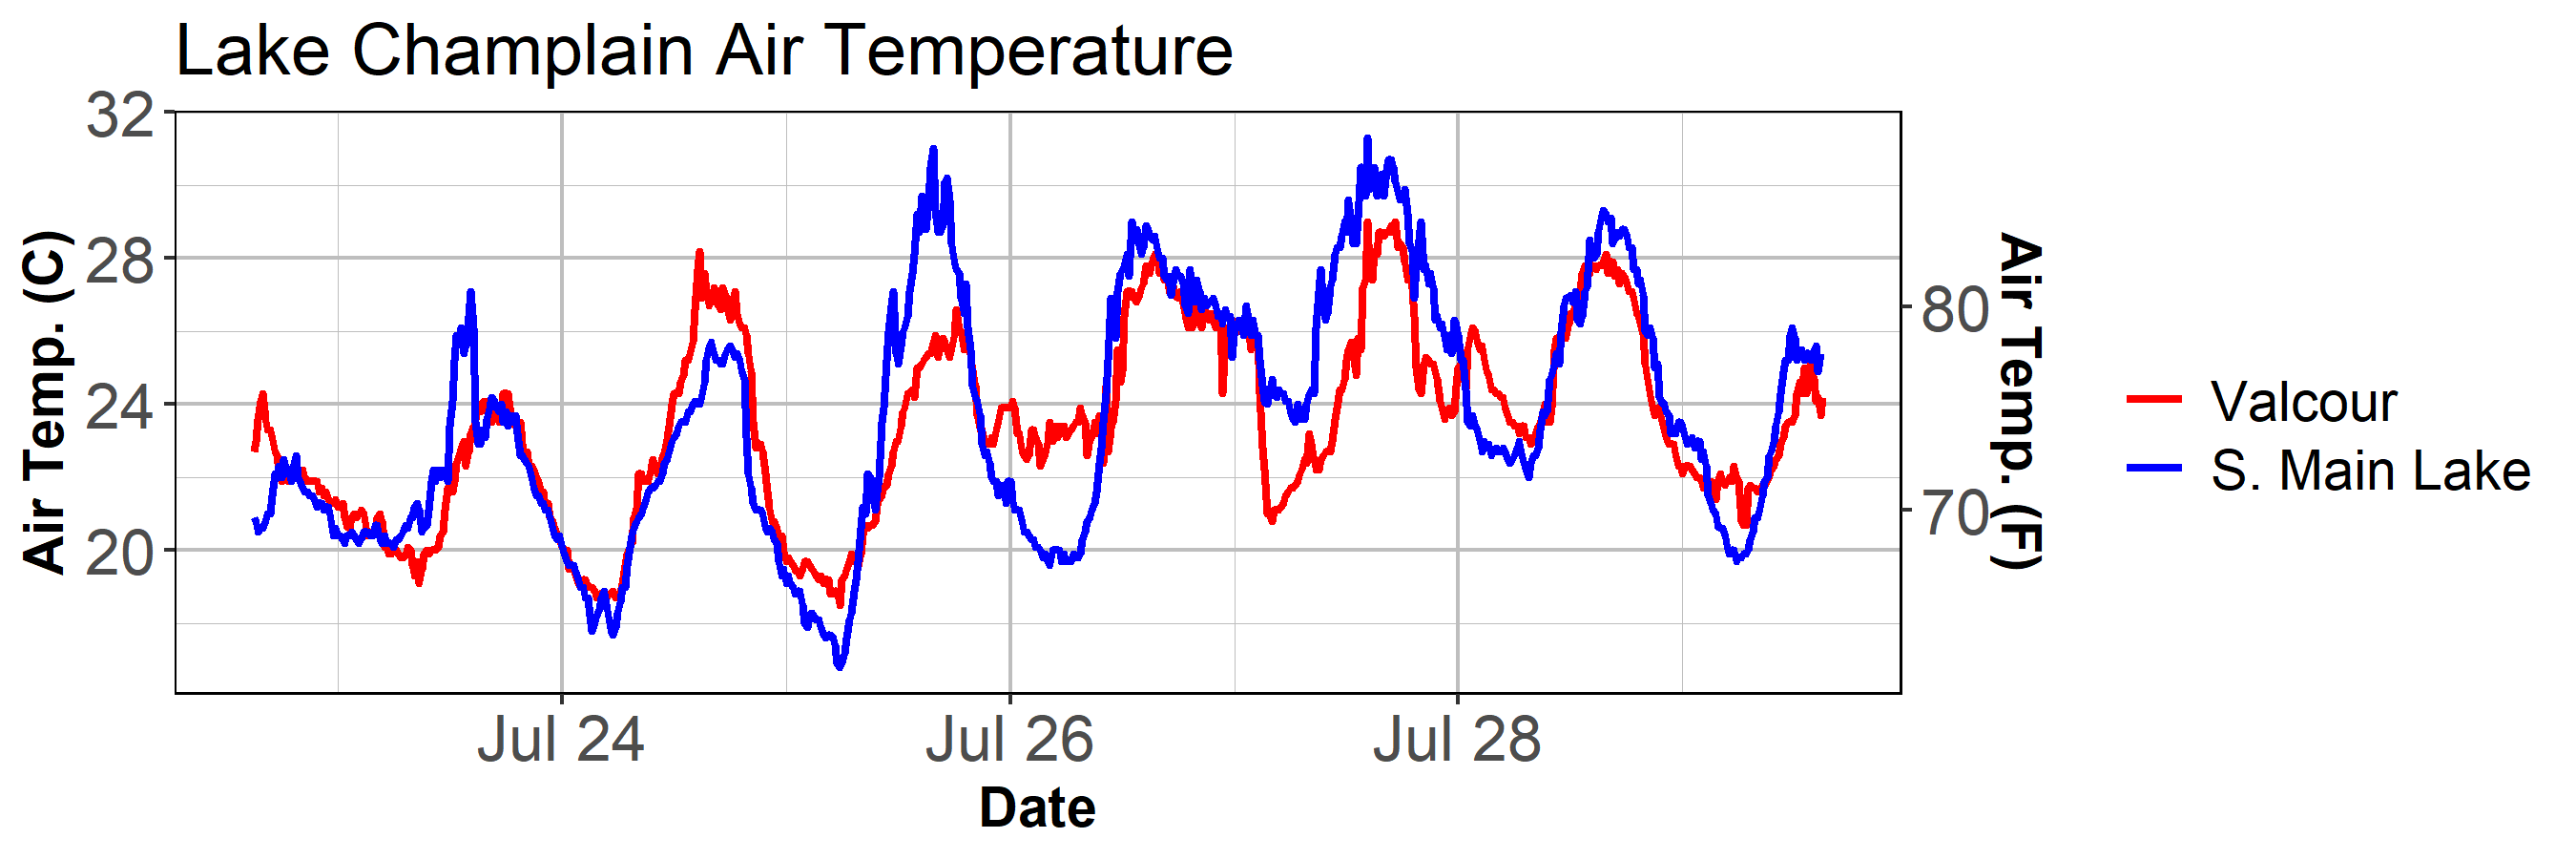 Lake Champlain Air Temperature
32
28
24
20
Air Temp. (C)
80
70
Air Temp. (F)
Jul 24
Jul 26
Jul 28
Date
Valcour
S. Main Lake